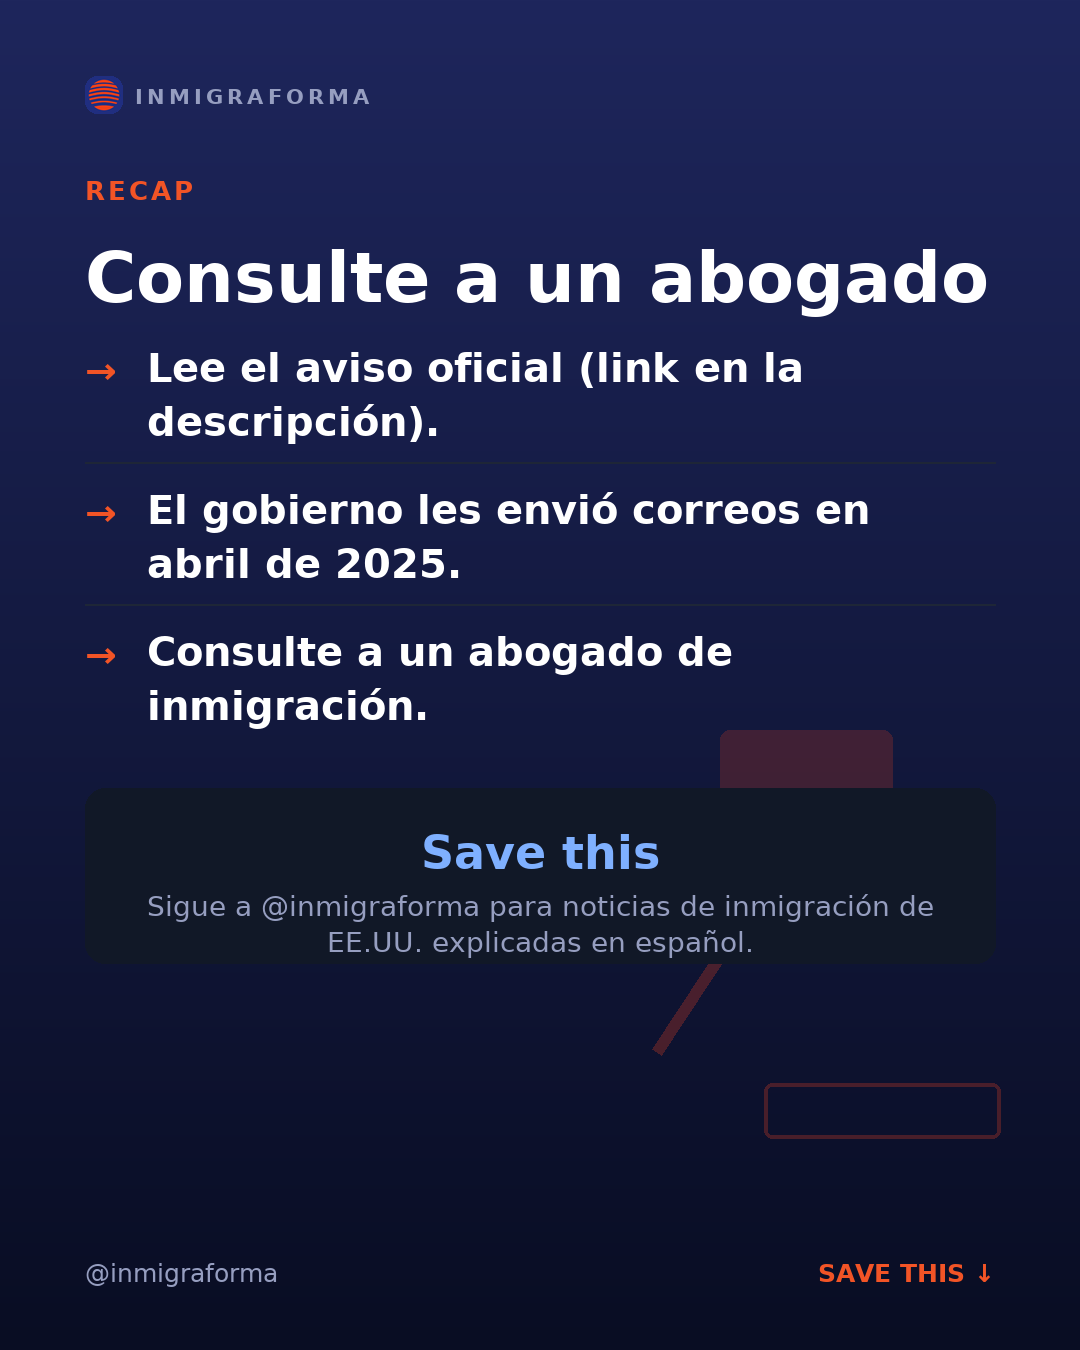 INMIGRAFORMA
RECAP
Consulte a un abogado
→ Lee el aviso oficial (link en la
descripción).
→ El gobierno les envió correos en
abril de 2025.
→ Consulte a un abogado de
inmigración.
Save this
Sigue a @inmigraforma para noticias de inmigración de
EE.UU. explicadas en español.
@inmigraforma
SAVE THIS ↓